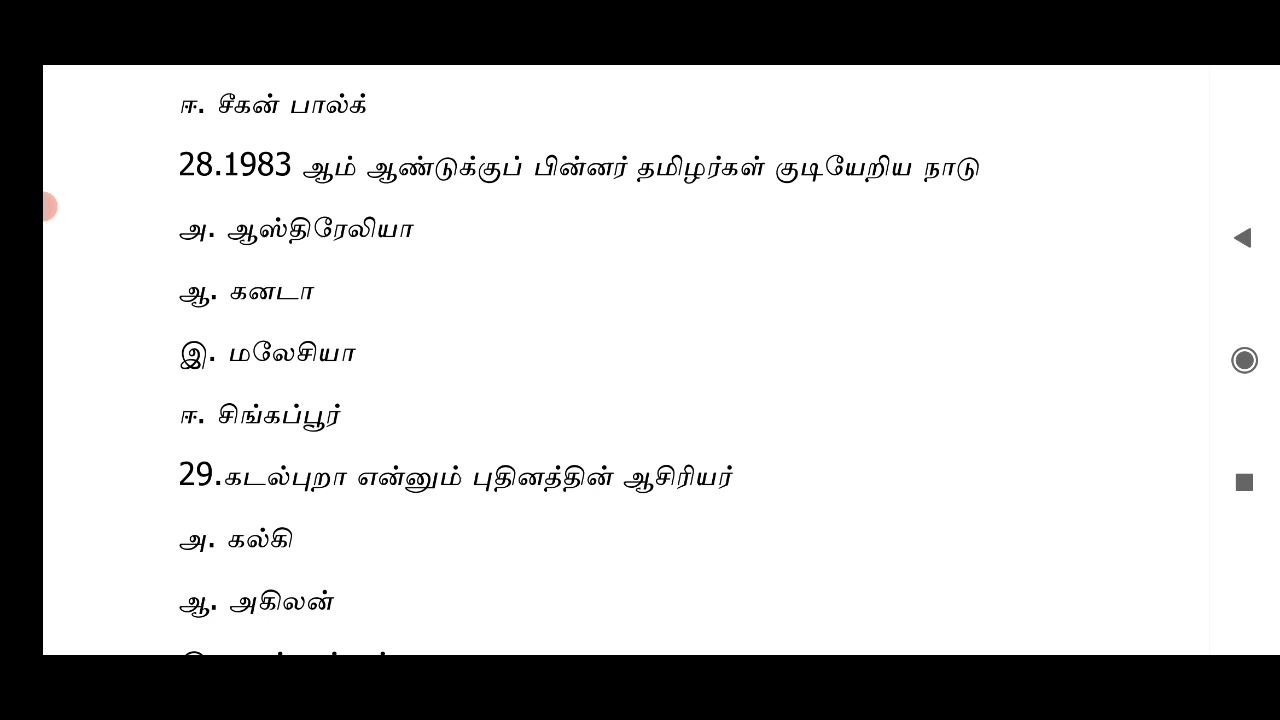 ஈ. சீகன் பால்க்
28.1983 ஆம் ஆண்டுக்குப் பின்னர் தமிழர்கள் குடியேறிய நாடு
அ. ஆஸ்திரேலியா
ஆ. கனடா
இ. மலேசியா
ஈ. சிங்கப்பூர்
29.கடல்புறா என்னும் புதினத்தின் ஆசிரியர்
அ. கல்கி
ஆ. அகிலன்